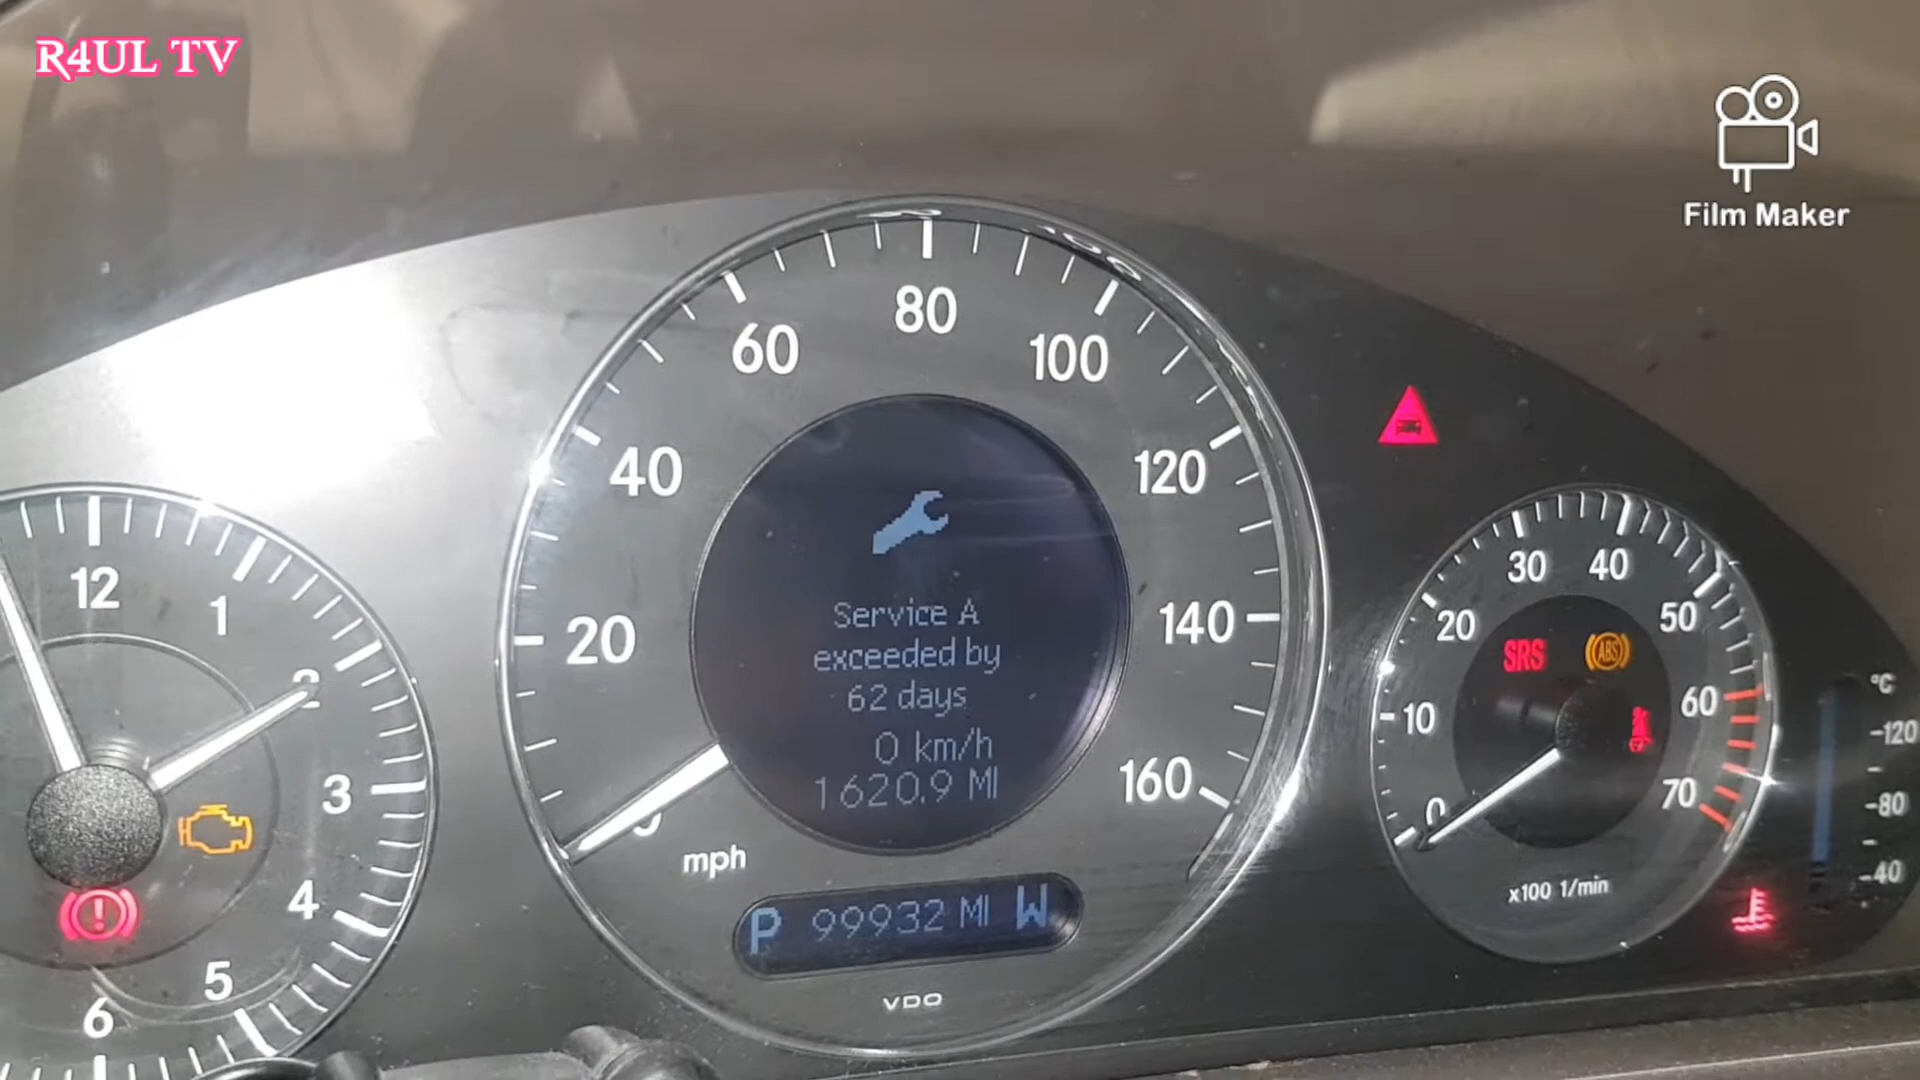 R4UL TV
Film Maker
80
60
100
40
120
20
140
0
160
mph
Service A
exceeded by
62 days
0 km/h
1620.9 MI
P 99932 MI W
VDO
12
1
2
3
4
5
6
30
40
20
50
10
60
0
70
SRS
ABS
x100 1/min
°C
120
80
40